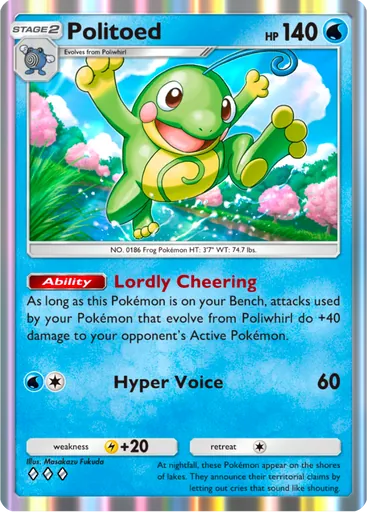 STAGE 2
Politoed
HP 140
Evolves from Poliwhirl
NO. 0186 Frog Pokémon HT: 3'7" WT: 74.7 lbs.
Ability Lordly Cheering
As long as this Pokémon is on your Bench, attacks used
by your Pokémon that evolve from Poliwhirl do +40
damage to your opponent's Active Pokémon.
Hyper Voice 60
weakness +20 retreat
Illus. Masakazu Fukuda
At nightfall, these Pokémon appear on the shores
of lakes. They announce their territorial claims by
letting out cries that sound like shouting.